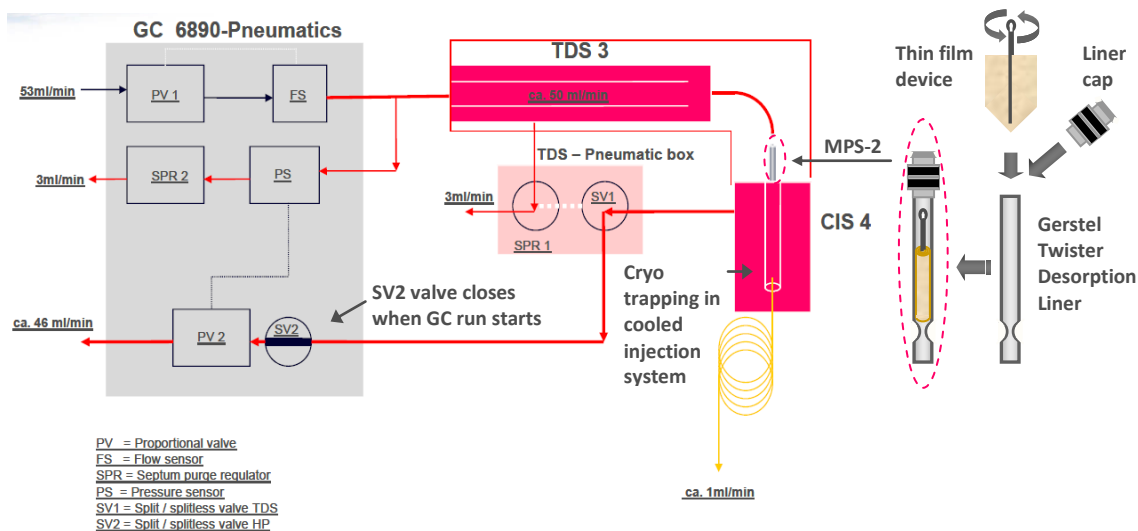 GC 6890-Pneumatics
53ml/min
PV 1
FS
SPR 2
PS
3ml/min
PV 2
SV2
ca. 46 ml/min
SV2 valve closes
when GC run starts
TDS 3
ca. 50 ml/min
TDS – Pneumatic box
3ml/min
SPR 1
SV1
MPS-2
CIS 4
Cryo
trapping in
cooled
injection
system
ca. 1ml/min
Thin film
device
Liner
cap
Gerstel
Twister
Desorption
Liner
PV = Proportional valve
FS = Flow sensor
SPR = Septum purge regulator
PS = Pressure sensor
SV1 = Split / splitless valve TDS
SV2 = Split / splitless valve HP